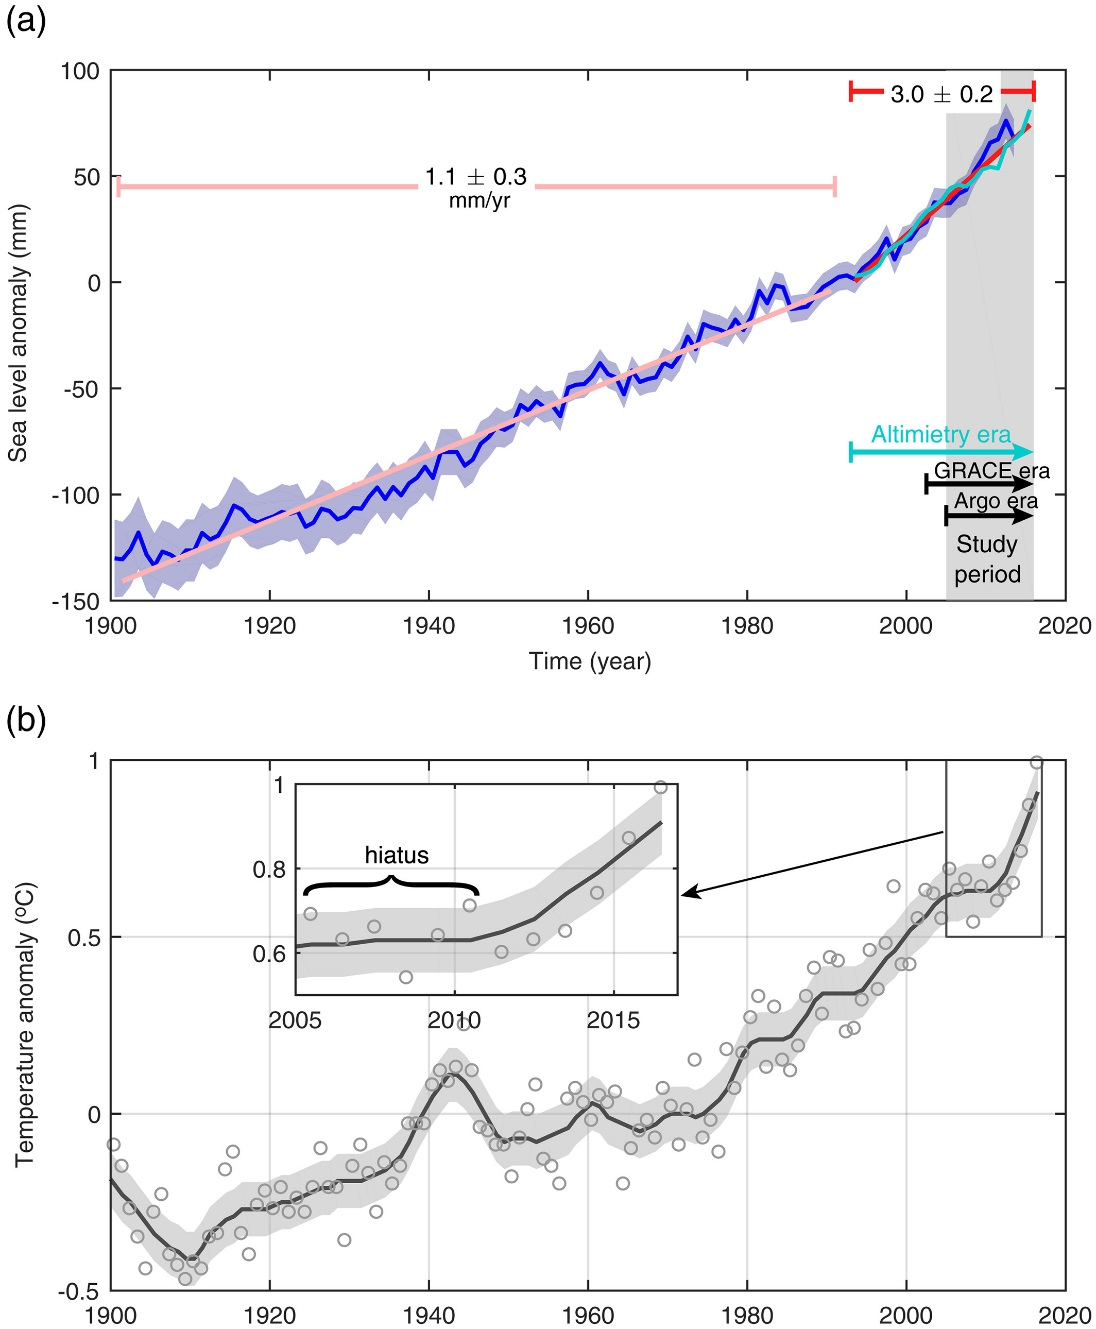 (a)
100
50
0
-50
-100
-150
Sea level anomaly (mm)
3.0 ± 0.2
1.1 ± 0.3
mm/yr
Altimietry era
GRACE era
Argo era
Study
period
1900 1920 1940 1960 1980 2000 2020
Time (year)
(b)
1
0.5
0
-0.5
Temperature anomaly (ºC)
1
0.8
0.6
hiatus
2005 2010 2015
1900 1920 1940 1960 1980 2000 2020